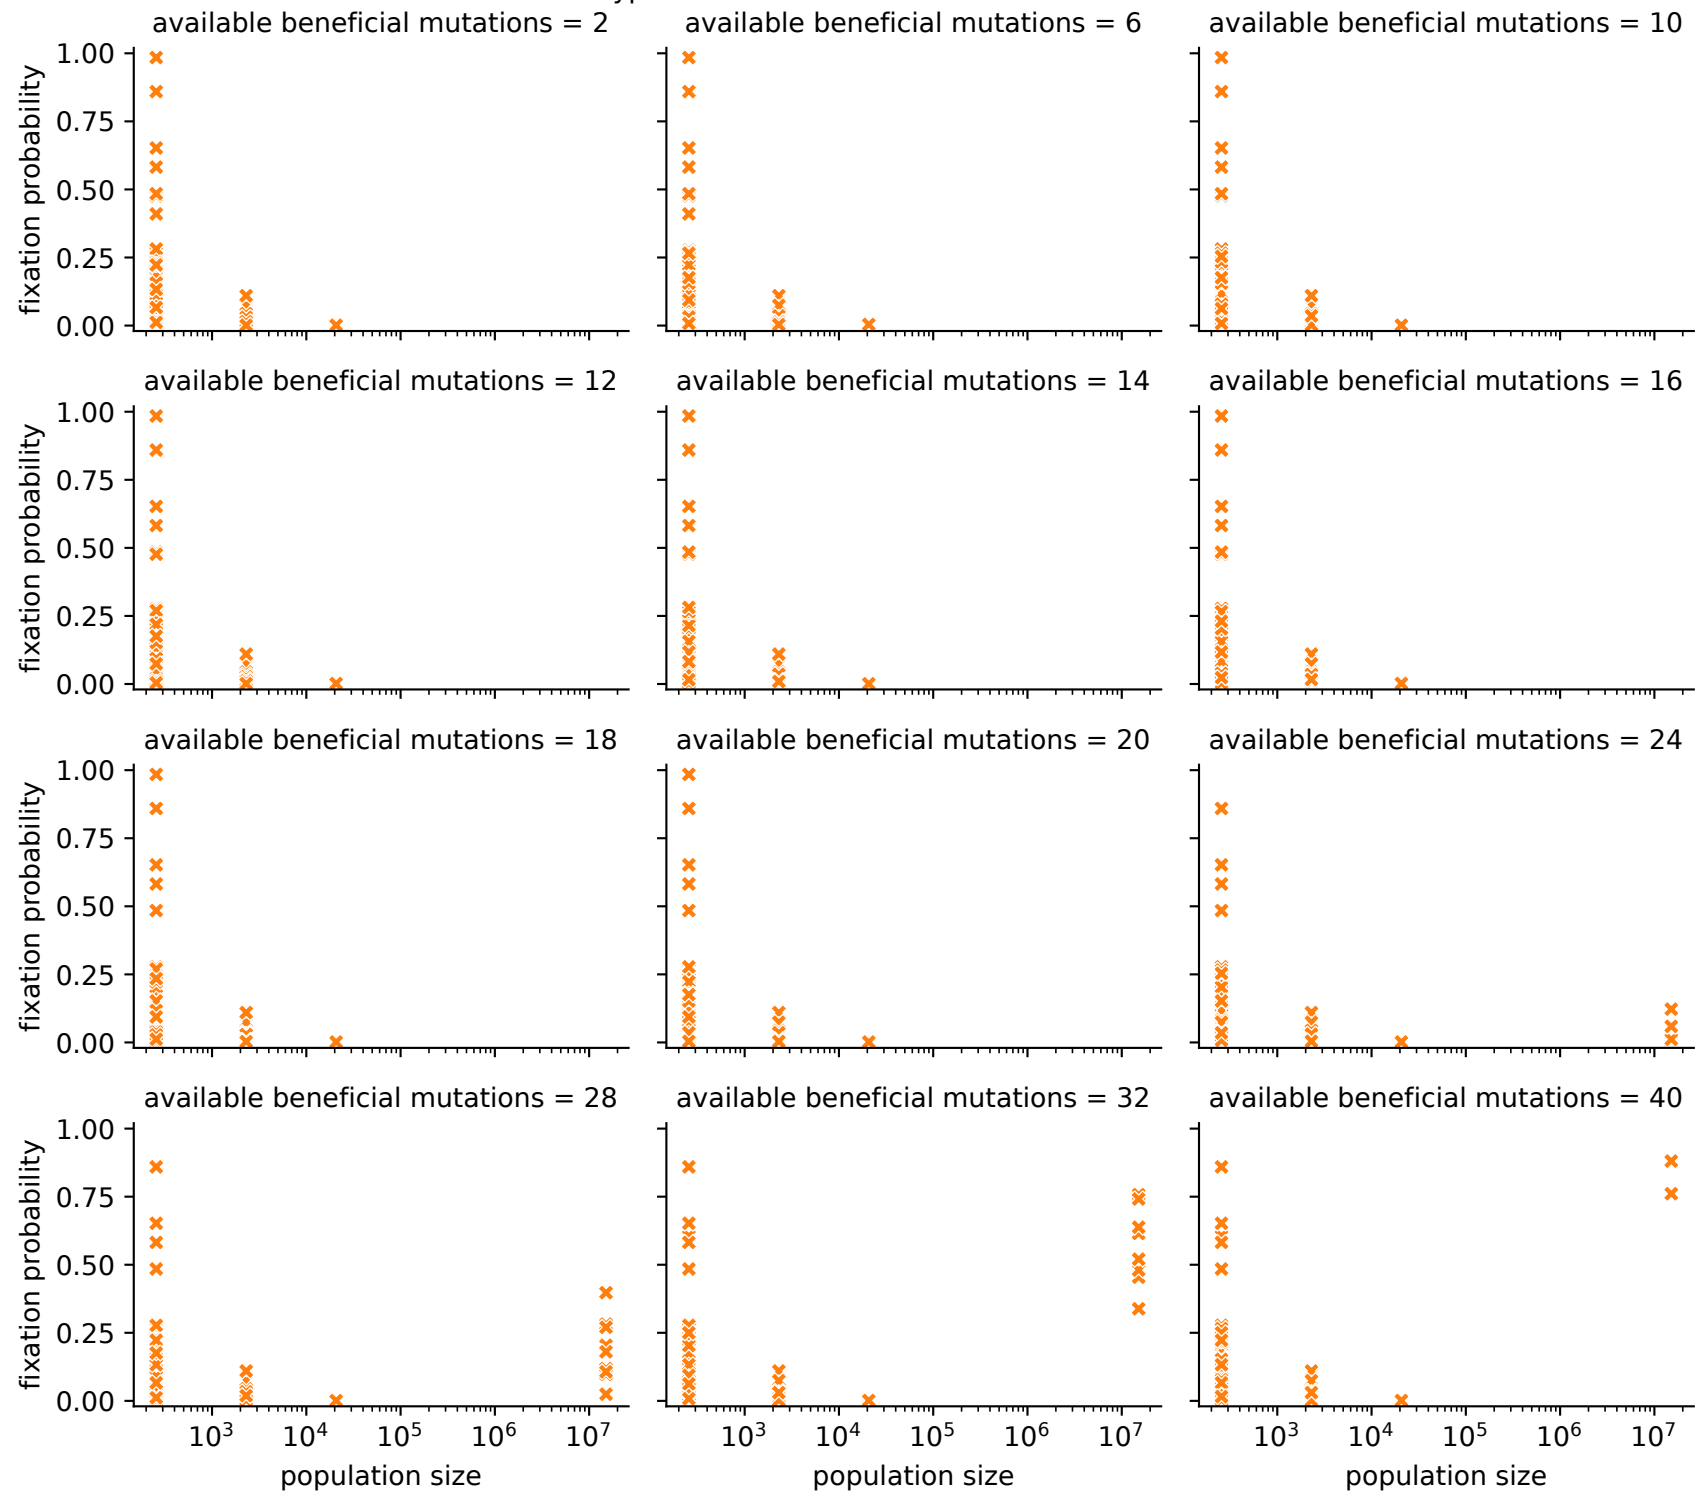 available beneficial mutations = 2 available beneficial mutations = 6 available beneficial mutations = 10
1.00
0.75
0.50
0.25
0.00
fixation probability
available beneficial mutations = 12 available beneficial mutations = 14 available beneficial mutations = 16
1.00
0.75
0.50
0.25
0.00
fixation probability
available beneficial mutations = 18 available beneficial mutations = 20 available beneficial mutations = 24
1.00
0.75
0.50
0.25
0.00
fixation probability
available beneficial mutations = 28 available beneficial mutations = 32 available beneficial mutations = 40
1.00
0.75
0.50
0.25
0.00
fixation probability
10³ 10⁴ 10⁵ 10⁶ 10⁷ 10³ 10⁴ 10⁵ 10⁶ 10⁷ 10³ 10⁴ 10⁵ 10⁶ 10⁷
population size population size population size